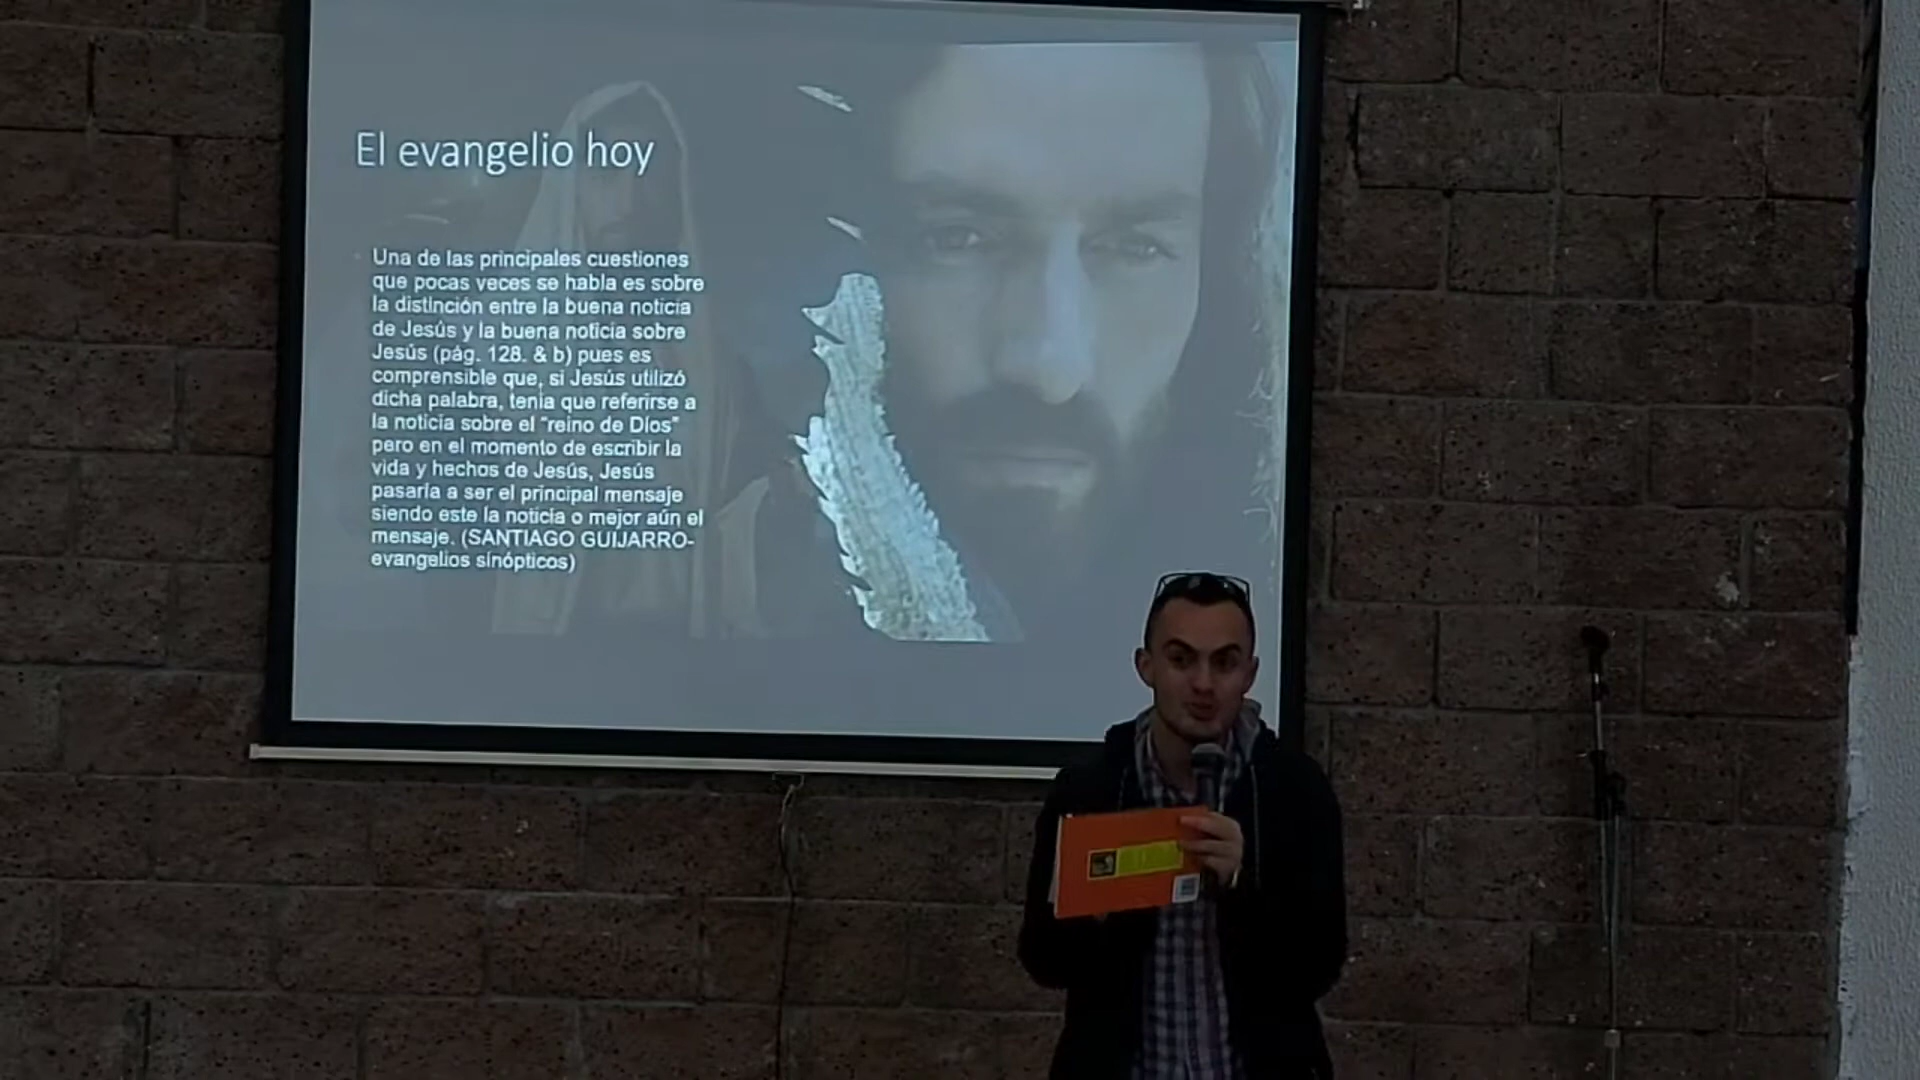 El evangelio hoy
Una de las principales cuestiones
que pocas veces se habla es sobre
la distinción entre la buena noticia
de Jesús y la buena noticia sobre
Jesús (pág. 128. & b) pues es
comprensible que, si Jesús utilizó
dicha palabra, tenia que referirse a
la noticia sobre el "reino de Dios"
pero en el momento de escribir la
vida y hechos de Jesús, Jesús
pasaría a ser el principal mensaje
siendo este la noticia o mejor aún el
mensaje. (SANTIAGO GUIJARRO-
evangelios sinópticos)